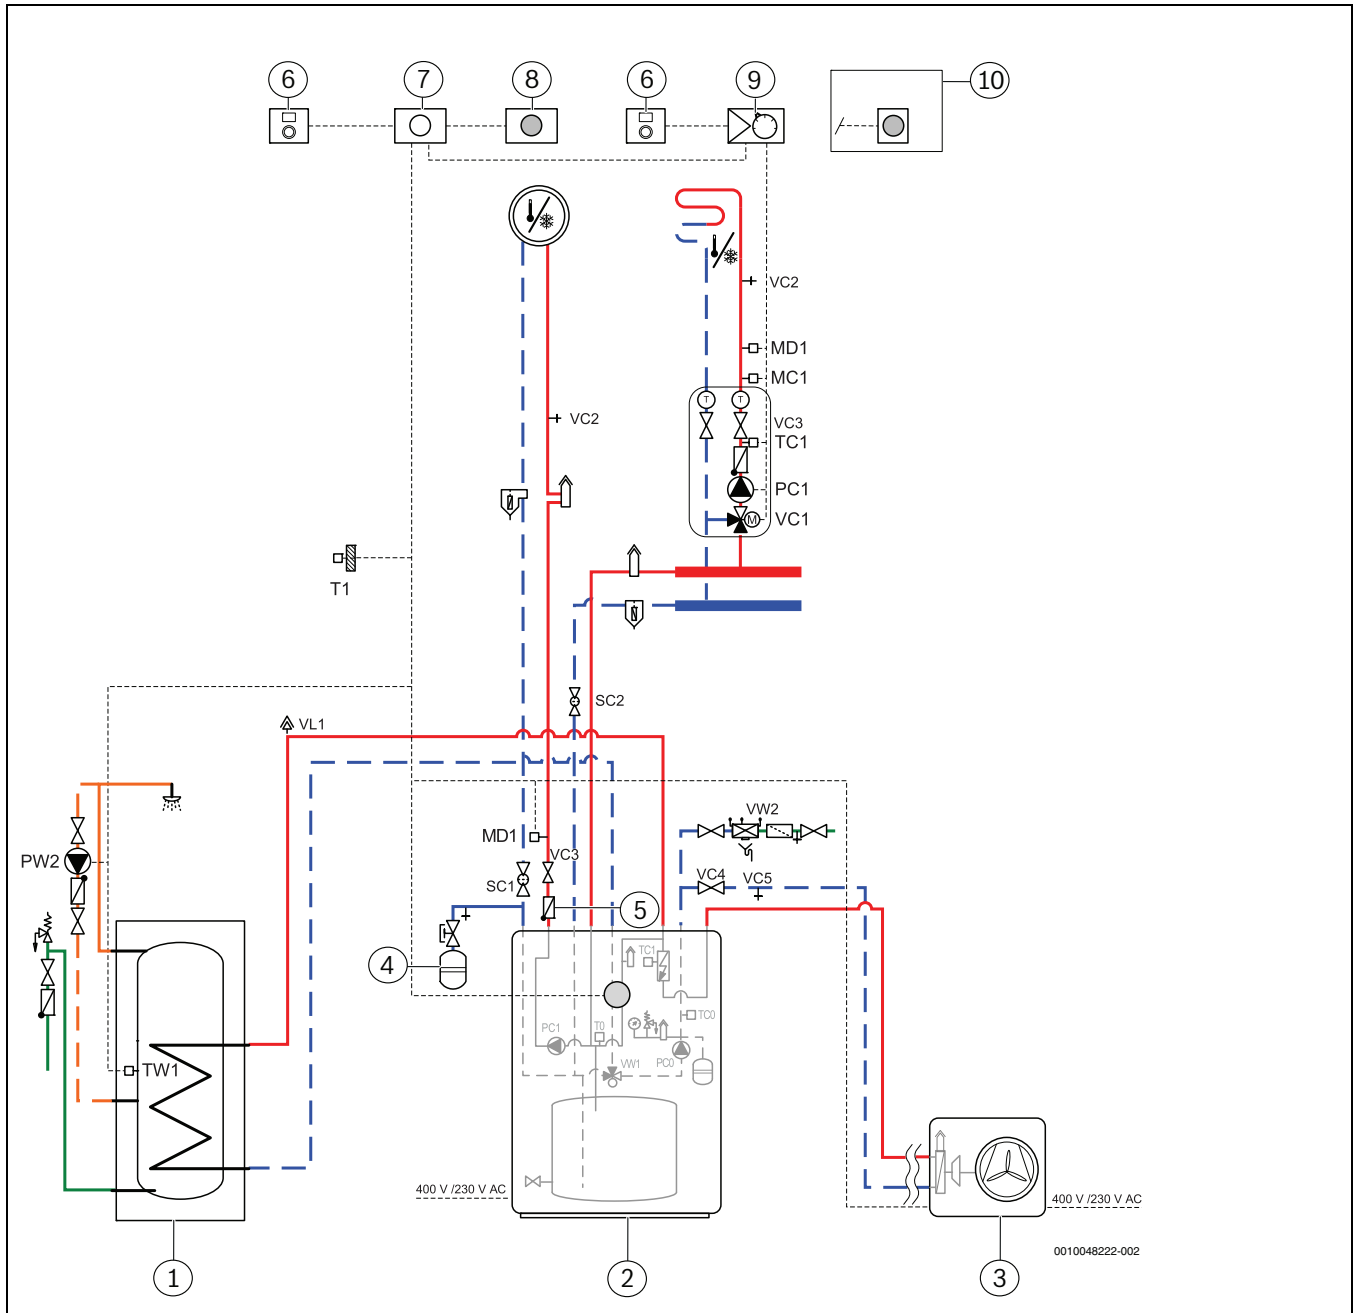 6
7
8
6
9
10
VC2
MD1
MC1
T
T
VC3
VC2
TC1
PC1
M
VC1
T1
SC2
VL1
VW2
MD1
PW2
VC3
VC4
VC5
SC1
5
TC1
4
TC0
T0
PC1
PC0
VW1
TW1
400 V /230 V AC
400 V /230 V AC
0010048222-002
1
2
3